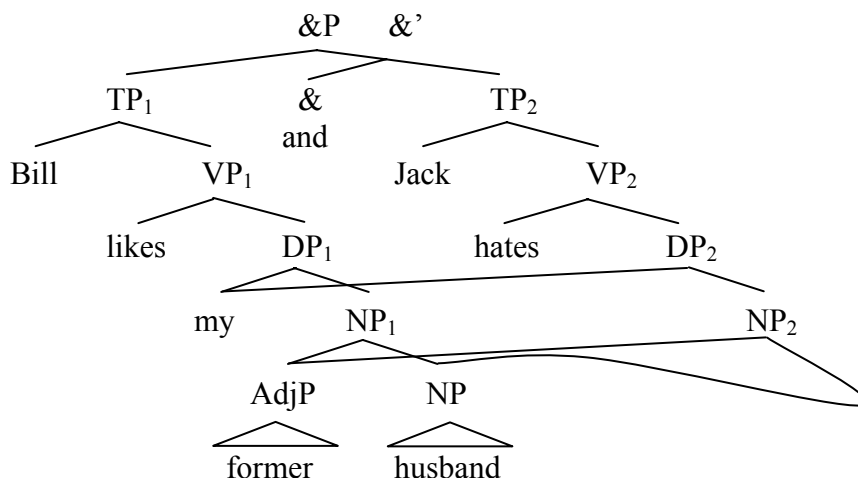 &P &’
TP₁ & TP₂
and
Bill VP₁ Jack VP₂
likes DP₁ hates DP₂
my NP₁ NP₂
AdjP NP
former husband